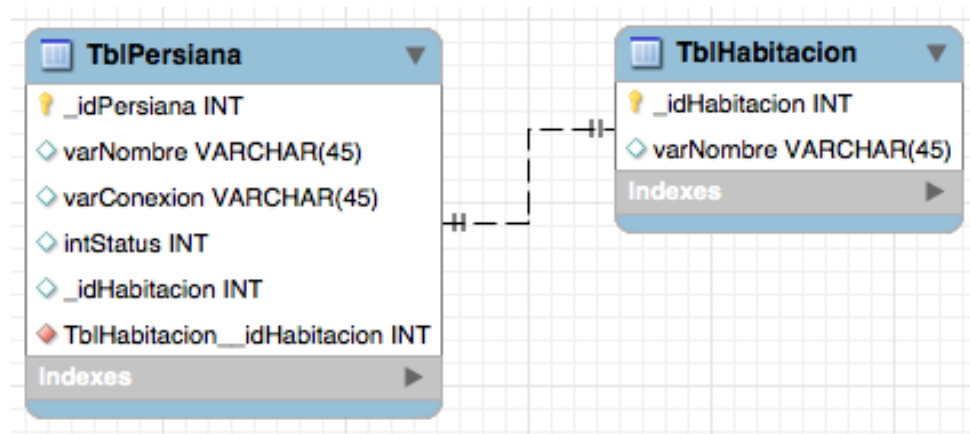 TblPersiana
_idPersiana INT
varNombre VARCHAR(45)
varConexion VARCHAR(45)
intStatus INT
_idHabitacion INT
TblHabitacion__idHabitacion INT
Indexes
TblHabitacion
_idHabitacion INT
varNombre VARCHAR(45)
Indexes